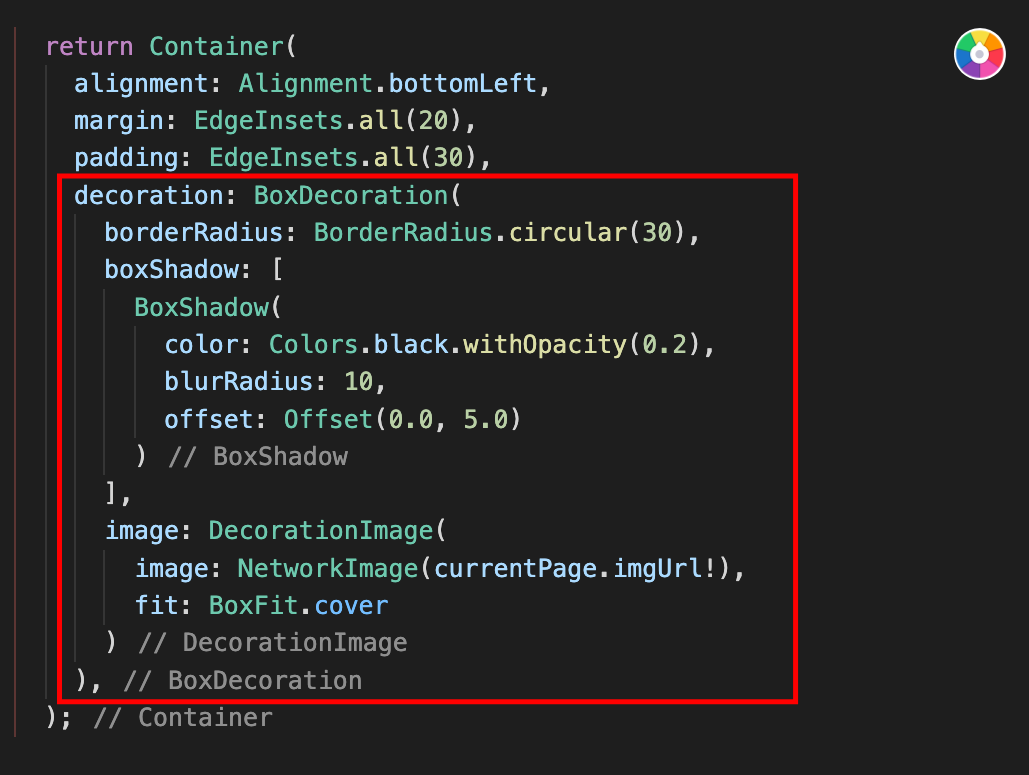 return Container(
alignment: Alignment.bottomLeft,
margin: EdgeInsets.all(20),
padding: EdgeInsets.all(30),
decoration: BoxDecoration(
borderRadius: BorderRadius.circular(30),
boxShadow: [
BoxShadow(
color: Colors.black.withOpacity(0.2),
blurRadius: 10,
offset: Offset(0.0, 5.0)
) // BoxShadow
],
image: DecorationImage(
image: NetworkImage(currentPage.imgUrl!),
fit: BoxFit.cover
) // DecorationImage
), // BoxDecoration
); // Container